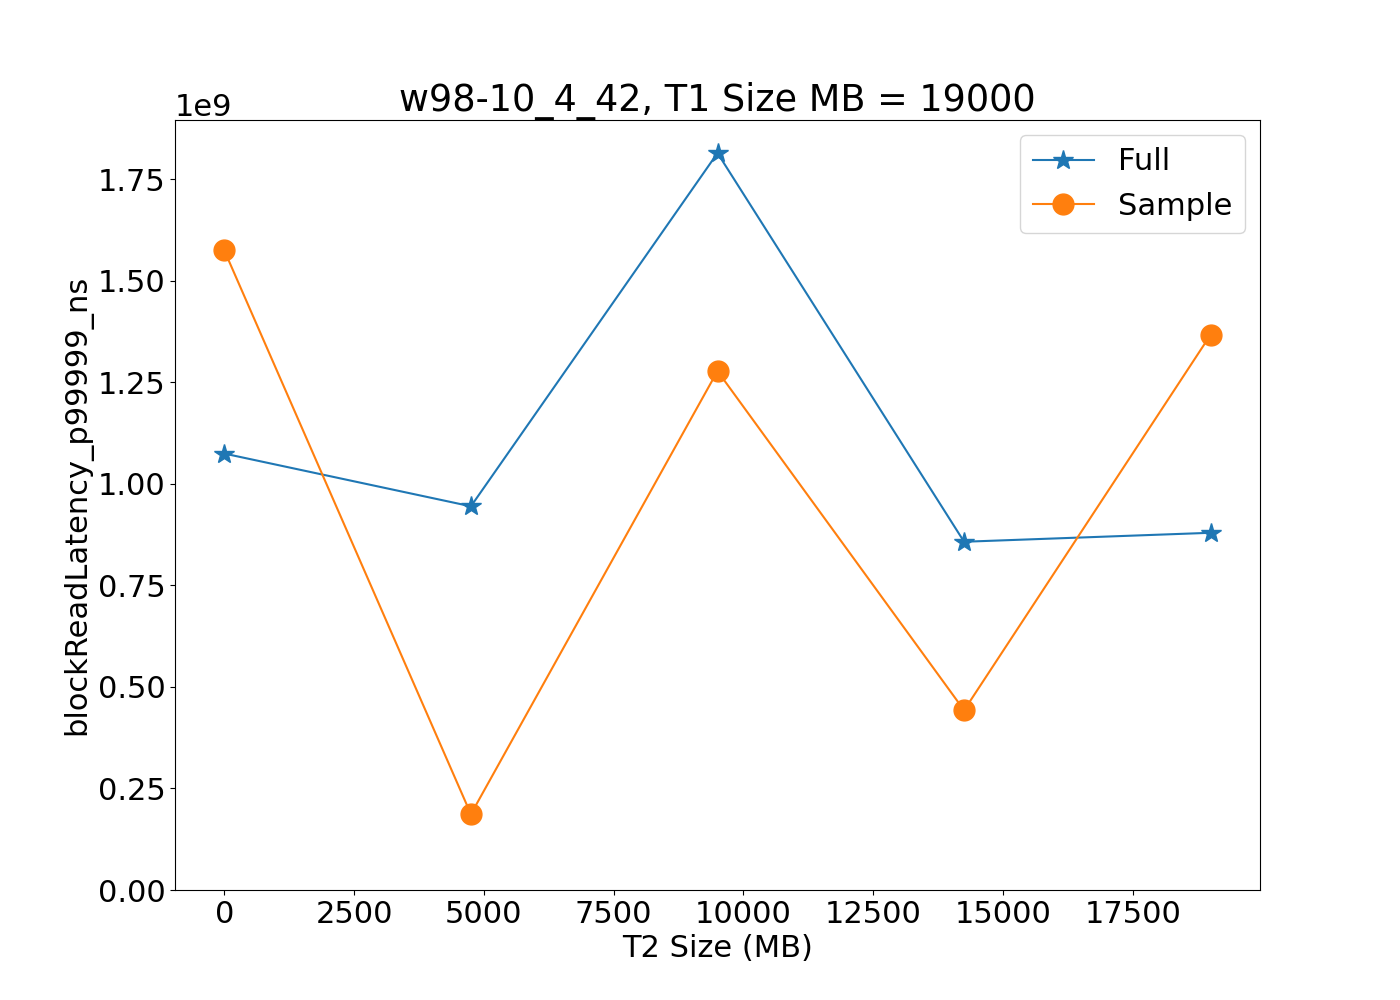 w98-10_4_42, T1 Size MB = 19000
1e9
Full
Sample
1.75
1.50
1.25
1.00
0.75
0.50
0.25
0.00
blockReadLatency_p99999_ns
0 2500 5000 7500 10000 12500 15000 17500
T2 Size (MB)